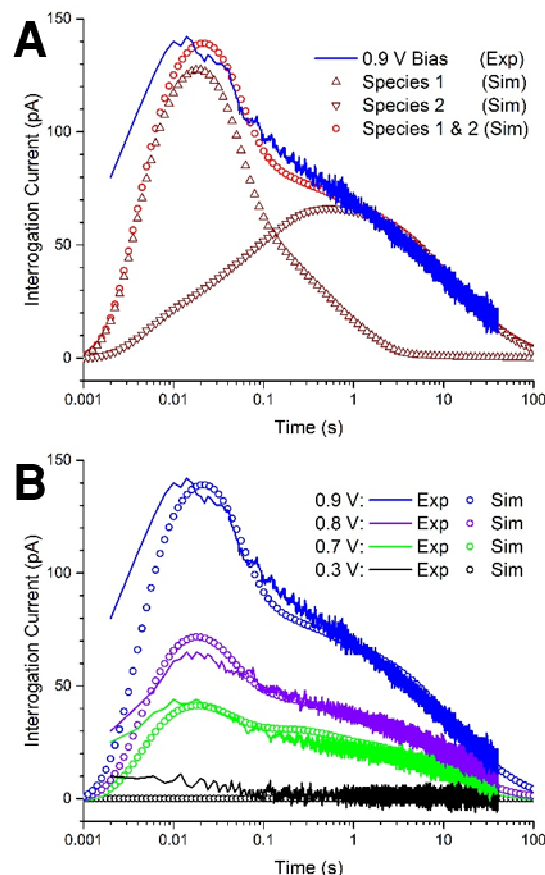 A
150
100
50
0
Interrogation Current (pA)
0.9 V Bias (Exp)
Species 1 (Sim)
Species 2 (Sim)
Species 1 & 2 (Sim)
0.001 0.01 0.1 1 10 100
Time (s)
B
150
100
50
0
Interrogation Current (pA)
0.9 V: Exp Sim
0.8 V: Exp Sim
0.7 V: Exp Sim
0.3 V: Exp Sim
0.001 0.01 0.1 1 10 100
Time (s)